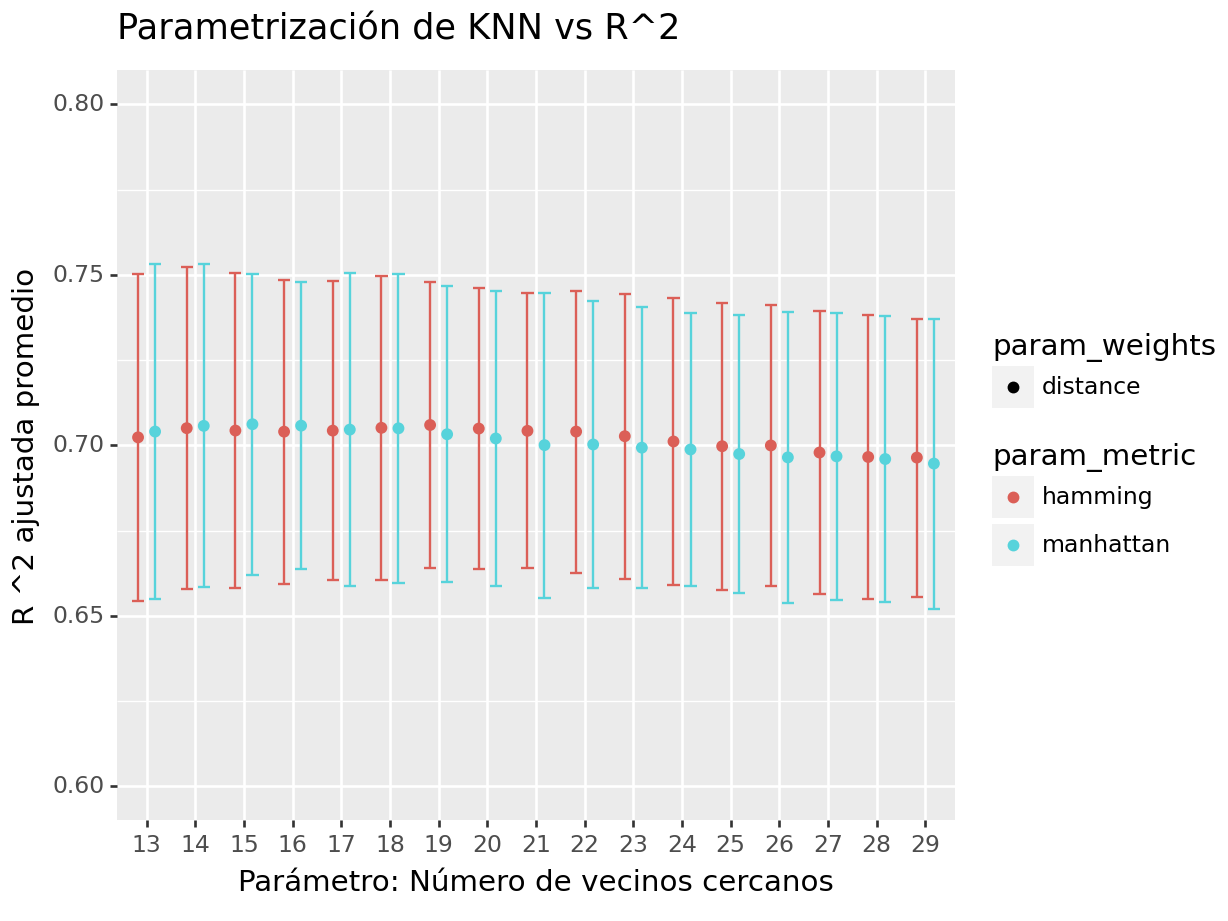 Parametrización de KNN vs R^2
R ^2 ajustada promedio
0.80
0.75
0.70
0.65
0.60
13 14 15 16 17 18 19 20 21 22 23 24 25 26 27 28 29
Parámetro: Número de vecinos cercanos
param_weights
distance
param_metric
hamming
manhattan